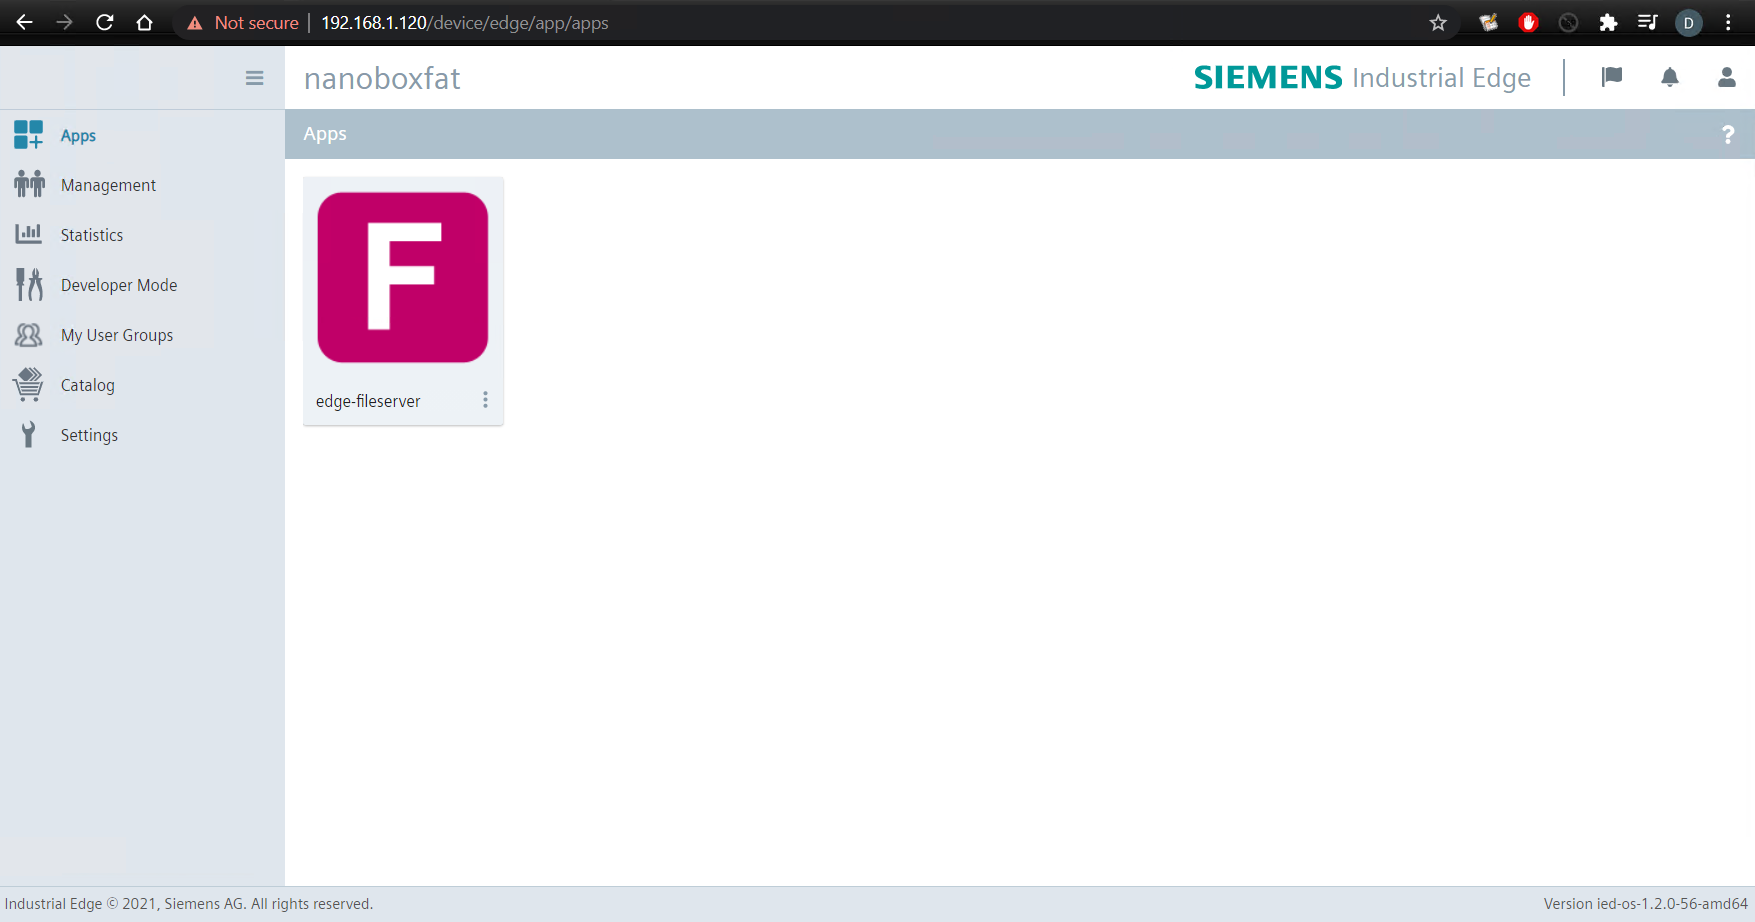 Not secure | 192.168.1.120/device/edge/app/apps
D
nanoboxfat
SIEMENS Industrial Edge
Apps
Management
Statistics
Developer Mode
My User Groups
Catalog
Settings
Apps
?
F
edge-fileserver
Industrial Edge © 2021, Siemens AG. All rights reserved.
Version ied-os-1.2.0-56-amd64